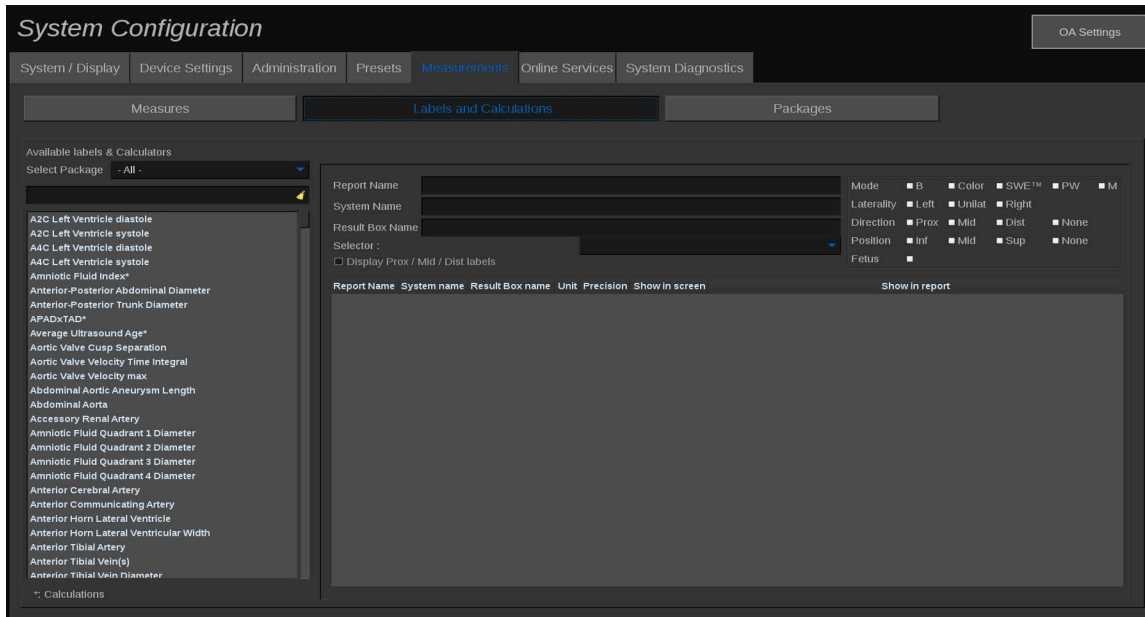 System Configuration
OA Settings
System / Display Device Settings Administration Presets Measurements Online Services System Diagnostics
Measures Labels and Calculations Packages
Available labels & Calculators
Select Package - All -
A2C Left Ventricle diastole
A2C Left Ventricle systole
A4C Left Ventricle diastole
A4C Left Ventricle systole
Amniotic Fluid Index*
Anterior-Posterior Abdominal Diameter
Anterior-Posterior Trunk Diameter
APADxTAD*
Average Ultrasound Age*
Aortic Valve Cusp Separation
Aortic Valve Velocity Time Integral
Aortic Valve Velocity max
Abdominal Aortic Aneurysm Length
Abdominal Aorta
Accessory Renal Artery
Amniotic Fluid Quadrant 1 Diameter
Amniotic Fluid Quadrant 2 Diameter
Amniotic Fluid Quadrant 3 Diameter
Amniotic Fluid Quadrant 4 Diameter
Anterior Cerebral Artery
Anterior Communicating Artery
Anterior Horn Lateral Ventricle
Anterior Horn Lateral Ventricular Width
Anterior Tibial Artery
Anterior Tibial Vein(s)
Anterior Tibial Vein Diameter
*: Calculations
Report Name
System Name
Result Box Name
Selector :
Display Prox / Mid / Dist labels
Mode B Color SWE™ PW M
Laterality Left Unilat Right
Direction Prox Mid Dist None
Position Inf Mid Sup None
Fetus
Report Name System name Result Box name Unit Precision Show in screen Show in report